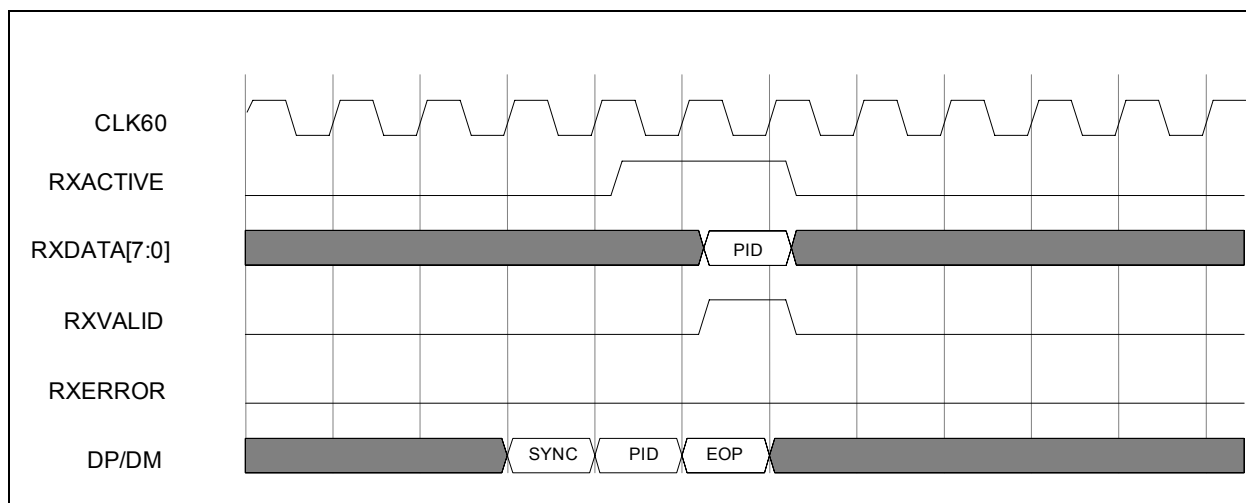 CLK60
RXACTIVE
RXDATA[7:0]
PID
RXVALID
RXERROR
DP/DM
SYNC
PID
EOP